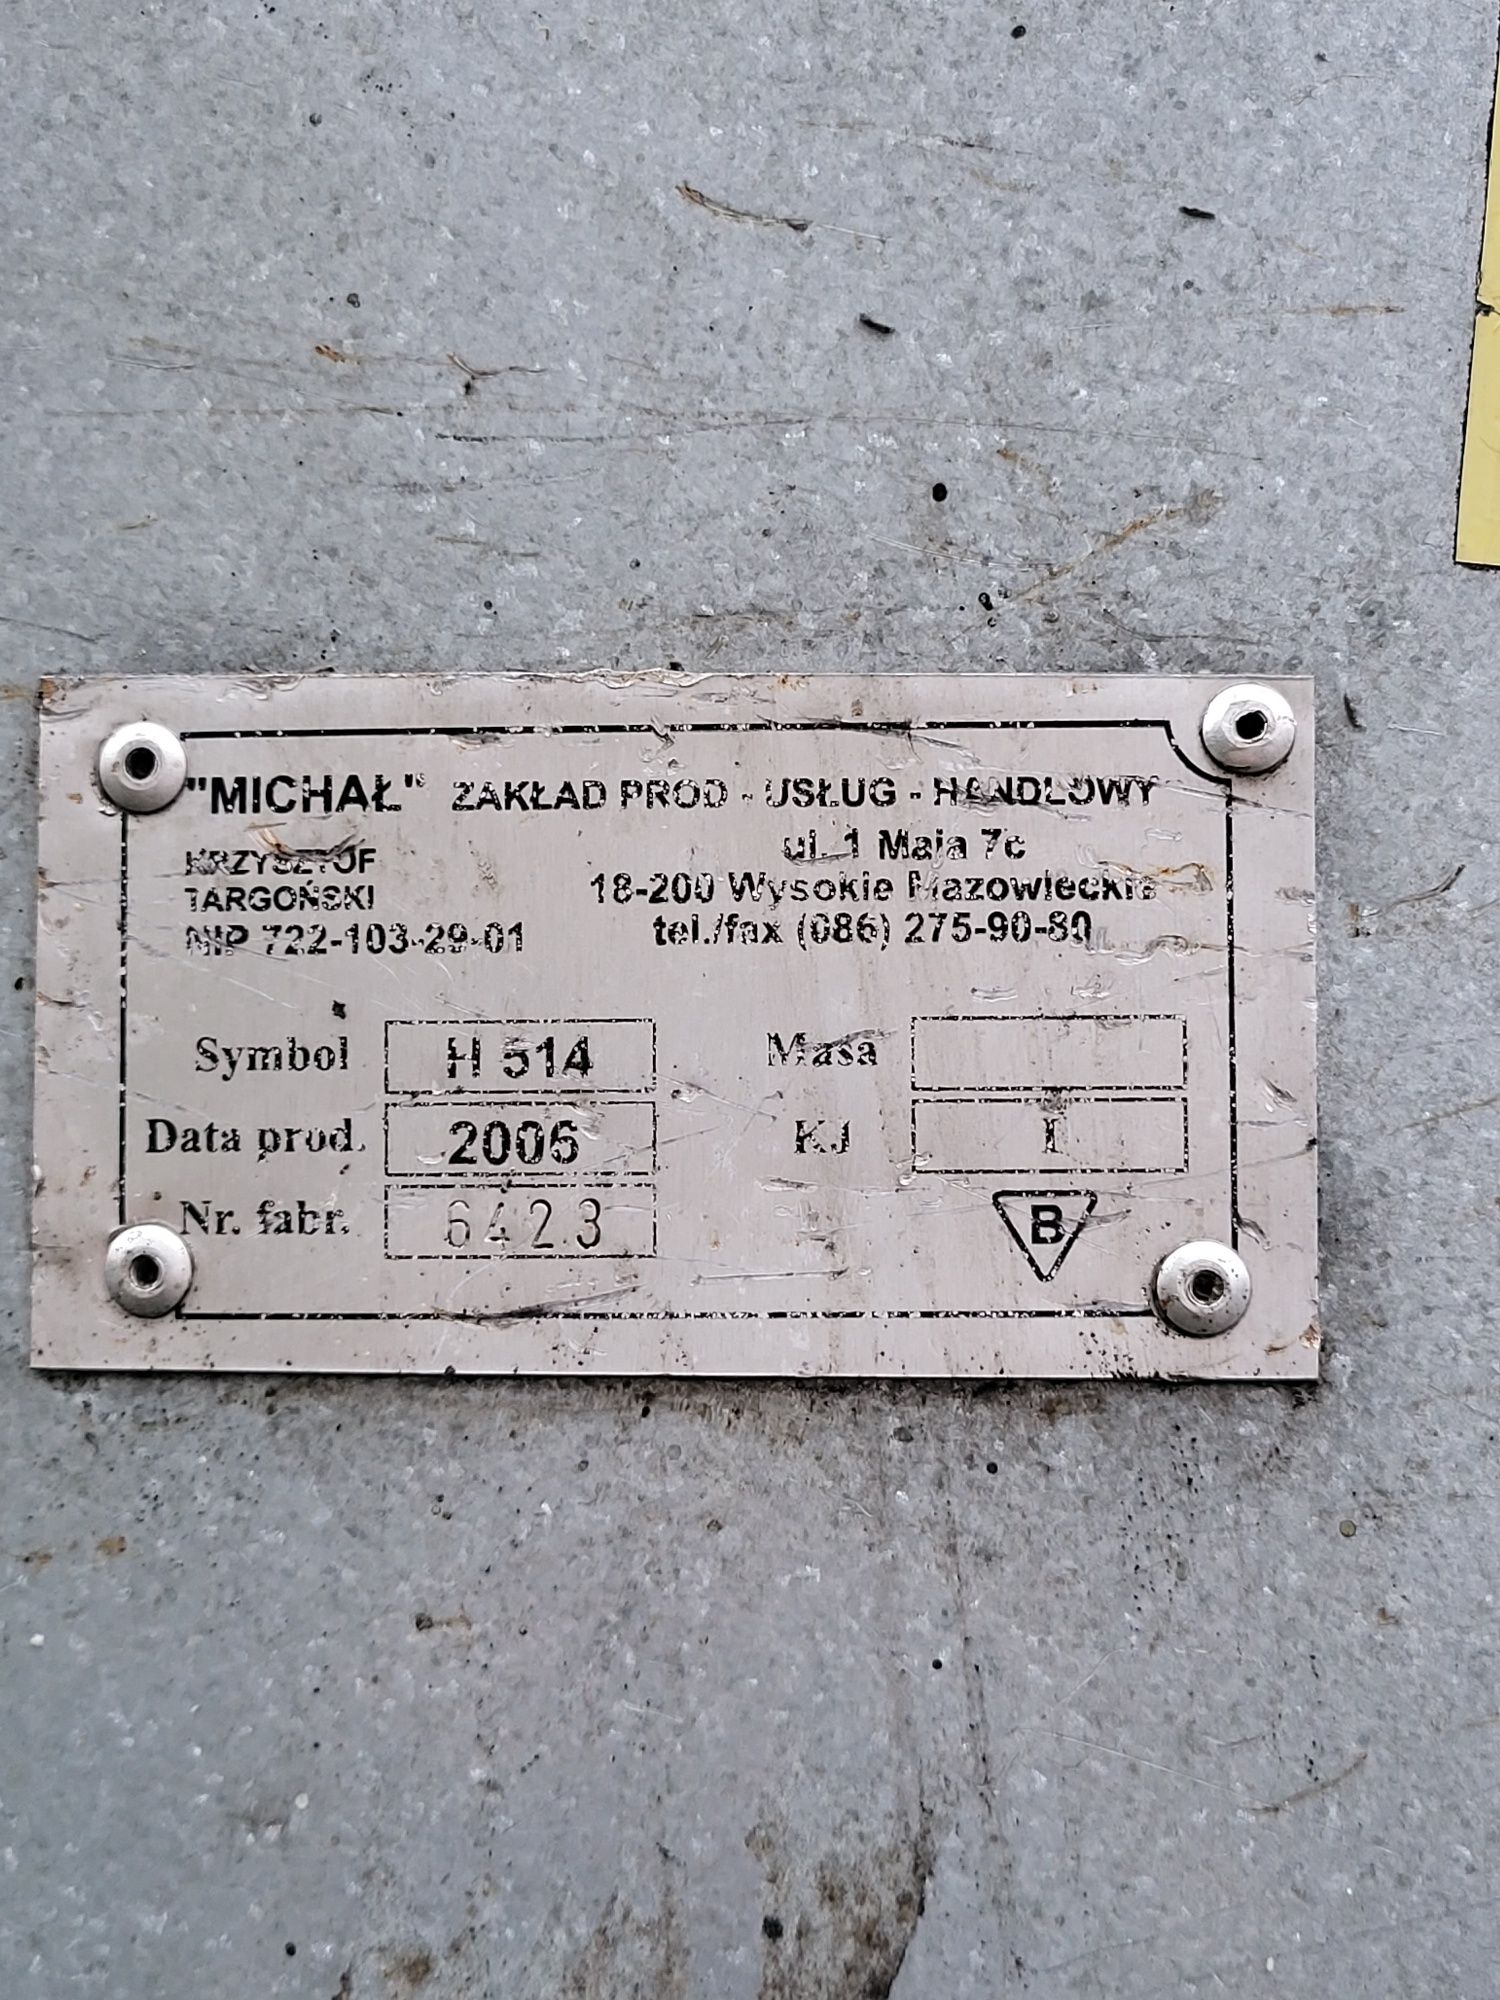 "MICHAŁ" ZAKŁAD PROD - USŁUG - HANDLOWY
KRZYSZTOF
TARGOŃSKI
NIP 722-103-29-01
ul. 1 Maja 7c
18-200 Wysokie Mazowieckie
tel./fax (086) 275-90-80
Symbol H 514 Masa
Data prod. 2006 KJ I
Nr. fabr. 6423 B